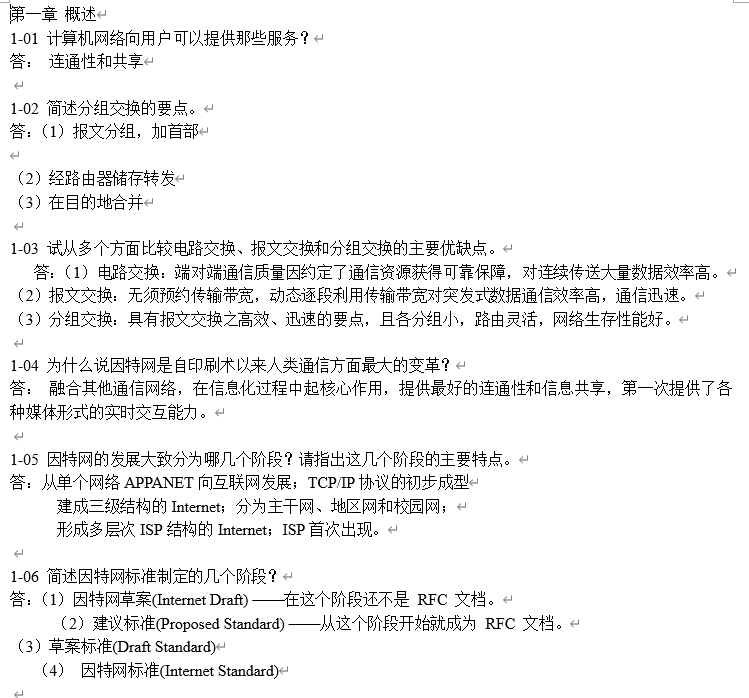 第一章 概述
1-01 计算机网络向用户可以提供那些服务？
答： 连通性和共享
1-02 简述分组交换的要点。
答：（1）报文分组，加首部
（2）经路由器储存转发
（3）在目的地合并
1-03 试从多个方面比较电路交换、报文交换和分组交换的主要优缺点。
答：（1）电路交换：端对端通信质量因约定了通信资源获得可靠保障，对连续传送大量数据效率高。
（2）报文交换：无须预约传输带宽，动态逐段利用传输带宽对突发式数据通信效率高，通信迅速。
（3）分组交换：具有报文交换之高效、迅速的要点，且各分组小，路由灵活，网络生存性能好。
1-04 为什么说因特网是自印刷术以来人类通信方面最大的变革？
答： 融合其他通信网络，在信息化过程中起核心作用，提供最好的连通性和信息共享，第一次提供了各
种媒体形式的实时交互能力。
1-05 因特网的发展大致分为哪几个阶段？请指出这几个阶段的主要特点。
答：从单个网络 APPANET 向互联网发展；TCP/IP 协议的初步成型
建成三级结构的 Internet；分为主干网、地区网和校园网；
形成多层次 ISP 结构的 Internet；ISP 首次出现。
1-06 简述因特网标准制定的几个阶段？
答：（1）因特网草案(Internet Draft) ——在这个阶段还不是 RFC 文档。
（2）建议标准(Proposed Standard) ——从这个阶段开始就成为 RFC 文档。
（3）草案标准(Draft Standard)
（4） 因特网标准(Internet Standard)